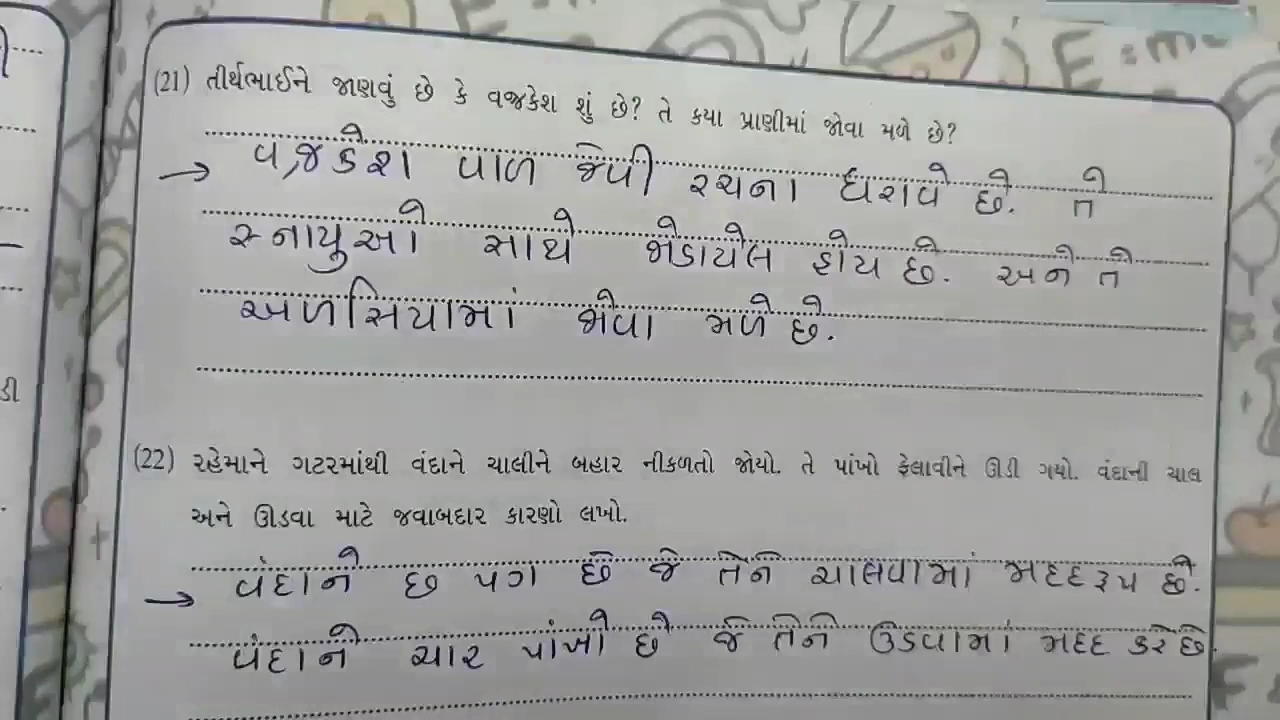 (21) તીર્થભાઈને જાણવું છે કે વજ્રકેશ શું છે? તે કયા પ્રાણીમાં જોવા મળે છે?
→ વજ્રકેશ વાળ જેવી રચના ધરાવે છે. તે
સ્નાયુઓ સાથે જોડાયેલ હોય છે. અને તે
અળસિયામાં જોવા મળે છે.
(22) રહેમાને ગટરમાંથી વંદાને ચાલીને બહાર નીકળતો જોયો. તે પાંખો ફેલાવીને ઊડી ગયો. વંદાની ચાલ
અને ઊડવા માટે જવાબદાર કારણો લખો.
→ વંદાને છ પગ છે જે તેને ચાલવામાં મદદરૂપ છે.
વંદાને ચાર પાંખો છે જે તેને ઉડવામાં મદદ કરે છે.